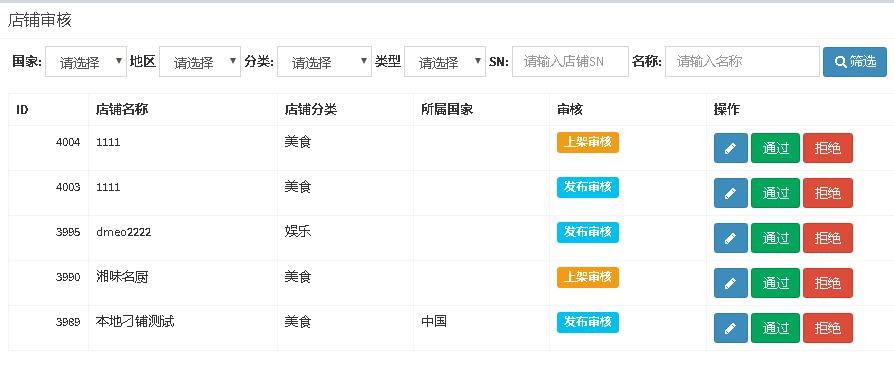 店铺审核
国家: 请选择 地区 请选择 分类: 请选择 类型 请选择 SN: 请输入店铺SN 名称: 请输入名称 筛选
ID 店铺名称 店铺分类 所属国家 审核 操作
4004 1111 美食 上架审核 通过 拒绝
4003 1111 美食 发布审核 通过 拒绝
3995 dmeo2222 娱乐 发布审核 通过 拒绝
3990 湘味名厨 美食 上架审核 通过 拒绝
3989 本地刁铺测试 美食 中国 发布审核 通过 拒绝